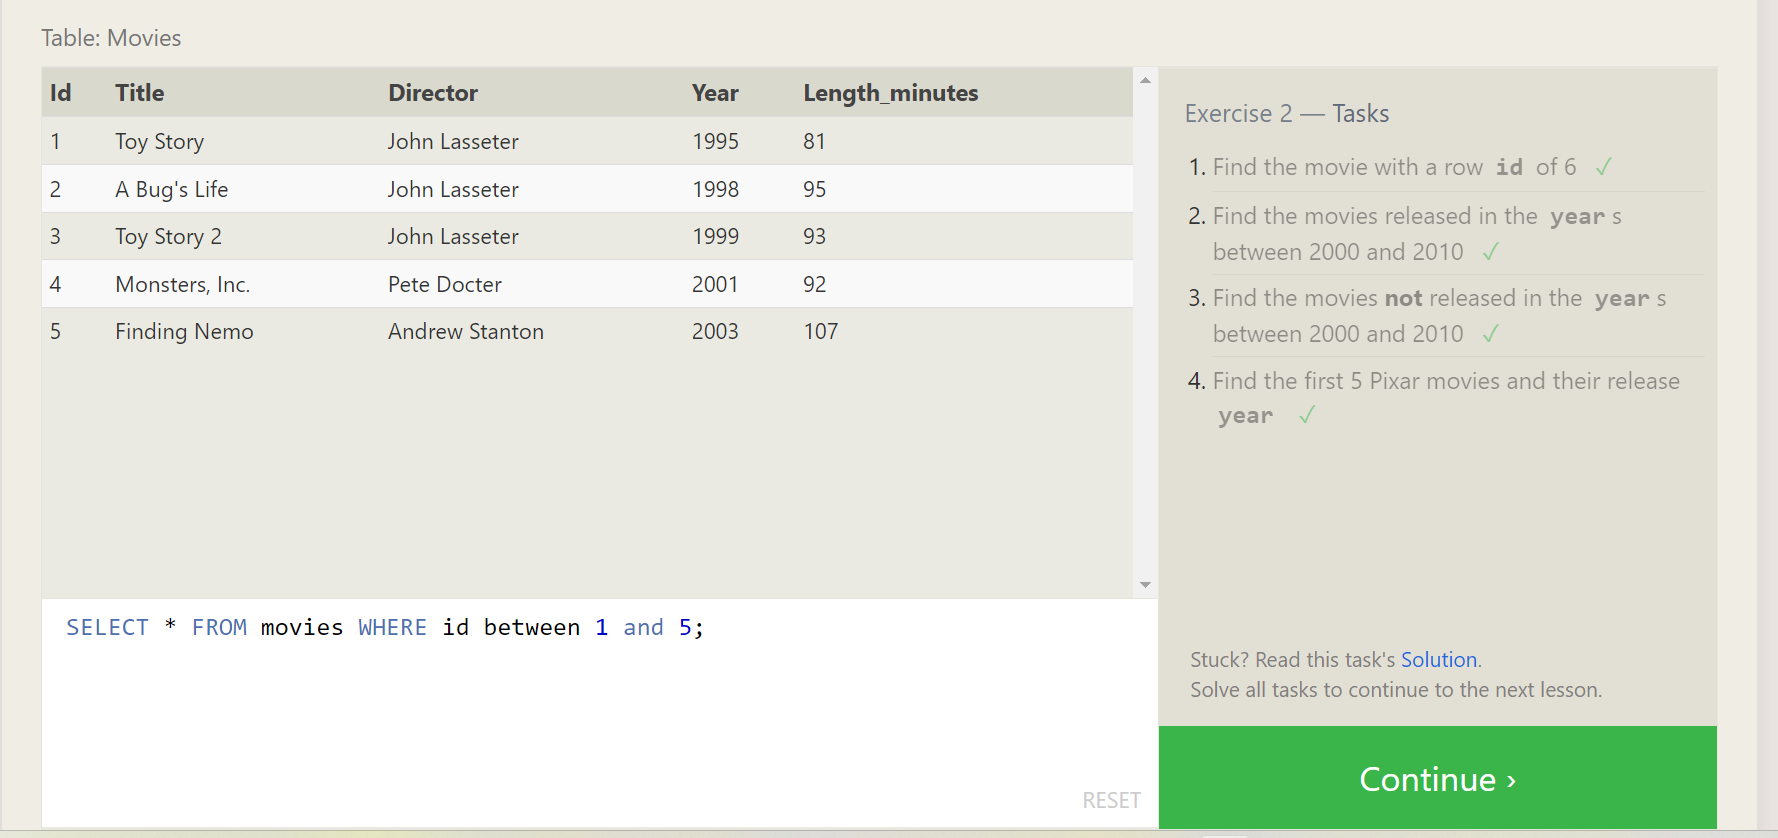 Table: Movies
Id Title Director Year Length_minutes
1 Toy Story John Lasseter 1995 81
2 A Bug's Life John Lasseter 1998 95
3 Toy Story 2 John Lasseter 1999 93
4 Monsters, Inc. Pete Docter 2001 92
5 Finding Nemo Andrew Stanton 2003 107
SELECT * FROM movies WHERE id between 1 and 5;
RESET
Exercise 2 — Tasks
1. Find the movie with a row id of 6 ✓
2. Find the movies released in the year s
between 2000 and 2010 ✓
3. Find the movies not released in the year s
between 2000 and 2010 ✓
4. Find the first 5 Pixar movies and their release
year ✓
Stuck? Read this task's Solution.
Solve all tasks to continue to the next lesson.
Continue ›